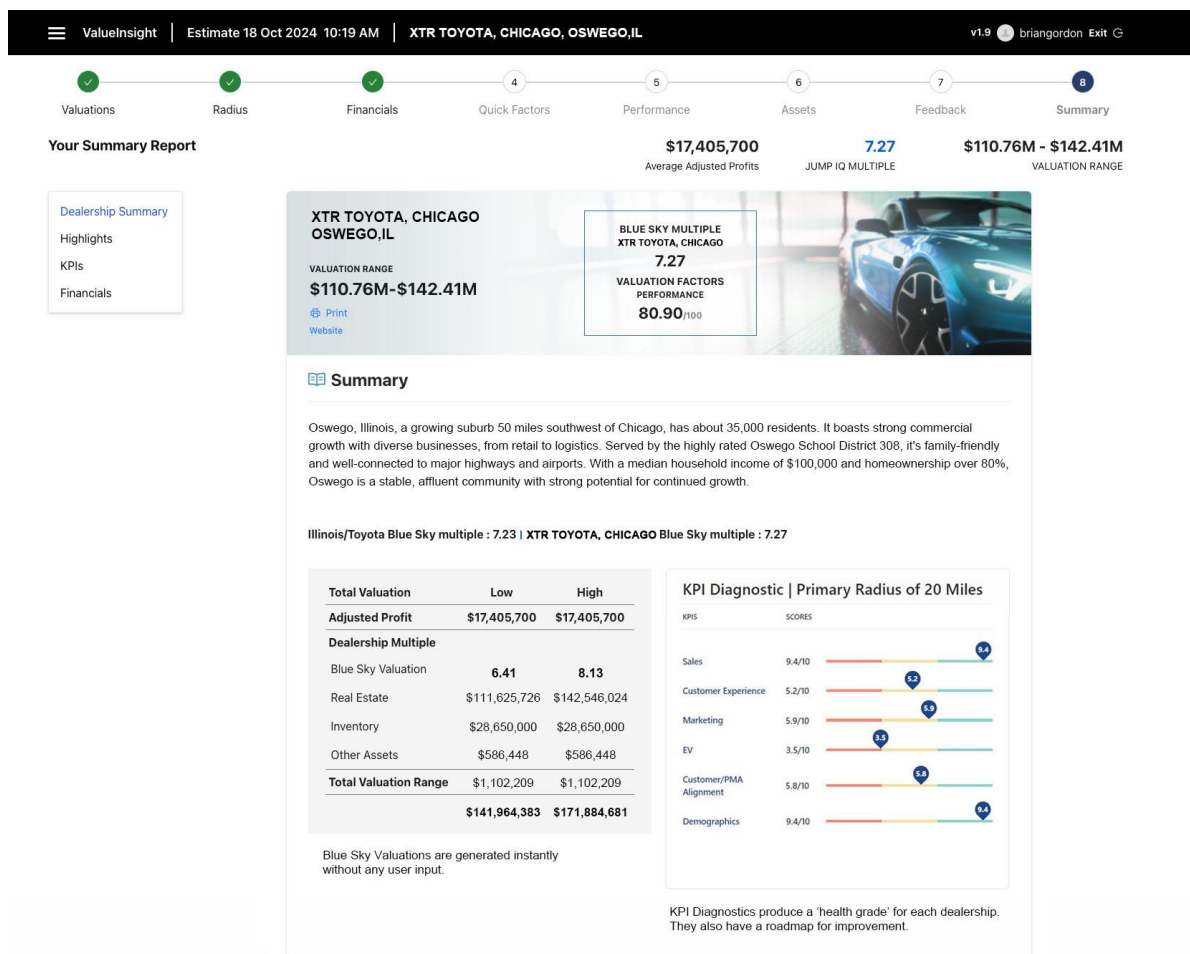 ValueInsight | Estimate 18 Oct 2024 10:19 AM | XTR TOYOTA, CHICAGO, OSWEGO,IL
v1.9 briangordon Exit
4 5 6 7 8
Valuations Radius Financials Quick Factors Performance Assets Feedback Summary
Your Summary Report
$17,405,700 7.27 $110.76M - $142.41M
Average Adjusted Profits JUMP IQ MULTIPLE VALUATION RANGE
Dealership Summary
Highlights
KPIs
Financials
XTR TOYOTA, CHICAGO
OSWEGO,IL
VALUATION RANGE
$110.76M-$142.41M
Print
Website
BLUE SKY MULTIPLE
XTR TOYOTA, CHICAGO
7.27
VALUATION FACTORS
PERFORMANCE
80.90/100
Summary
Oswego, Illinois, a growing suburb 50 miles southwest of Chicago, has about 35,000 residents. It boasts strong commercial
growth with diverse businesses, from retail to logistics. Served by the highly rated Oswego School District 308, it's family-friendly
and well-connected to major highways and airports. With a median household income of $100,000 and homeownership over 80%,
Oswego is a stable, affluent community with strong potential for continued growth.
Illinois/Toyota Blue Sky multiple : 7.23 | XTR TOYOTA, CHICAGO Blue Sky multiple : 7.27
Total Valuation Low High
Adjusted Profit $17,405,700 $17,405,700
Dealership Multiple
Blue Sky Valuation 6.41 8.13
Real Estate $111,625,726 $142,546,024
Inventory $28,650,000 $28,650,000
Other Assets $586,448 $586,448
Total Valuation Range $1,102,209 $1,102,209
$141,964,383 $171,884,681
Blue Sky Valuations are generated instantly
without any user input.
KPI Diagnostic | Primary Radius of 20 Miles
KPIS SCORES
Sales 9.4/10 9.4
Customer Experience 5.2/10 5.2
Marketing 5.9/10 5.9
EV 3.5/10 3.5
Customer/PMA
Alignment 5.8/10 5.8
Demographics 9.4/10 9.4
KPI Diagnostics produce a ‘health grade’ for each dealership.
They also have a roadmap for improvement.